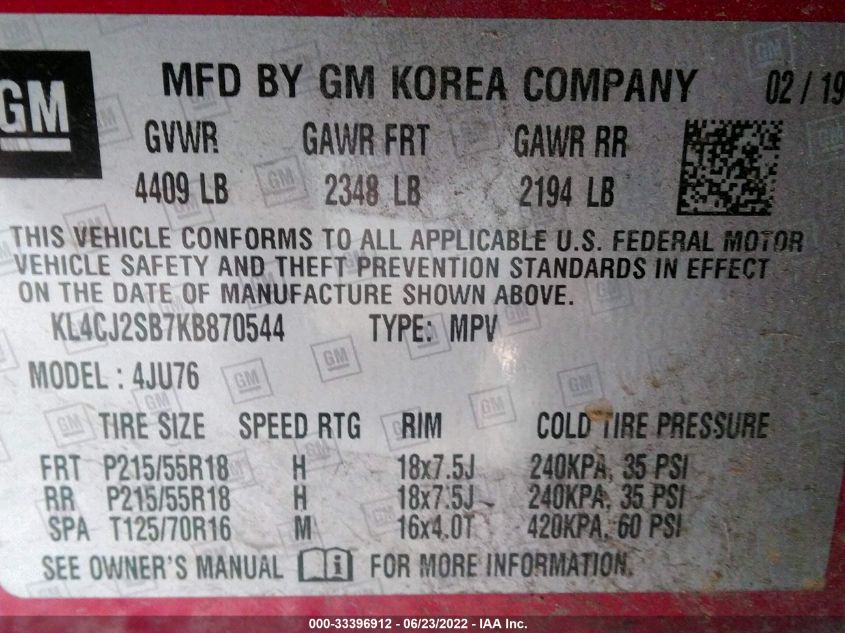 GM
MFD BY GM KOREA COMPANY 02/19
GVWR GAWR FRT GAWR RR
4409 LB 2348 LB 2194 LB
THIS VEHICLE CONFORMS TO ALL APPLICABLE U.S. FEDERAL MOTOR
VEHICLE SAFETY AND THEFT PREVENTION STANDARDS IN EFFECT
ON THE DATE OF MANUFACTURE SHOWN ABOVE.
KL4CJ2SB7KB870544 TYPE: MPV
MODEL : 4JU76
TIRE SIZE SPEED RTG RIM COLD TIRE PRESSURE
FRT P215/55R18 H 18x7.5J 240KPA, 35 PSI
RR P215/55R18 H 18x7.5J 240KPA, 35 PSI
SPA T125/70R16 M 16x4.0T 420KPA, 60 PSI
SEE OWNER'S MANUAL FOR MORE INFORMATION.
000-33396912 - 06/23/2022 - IAA Inc.